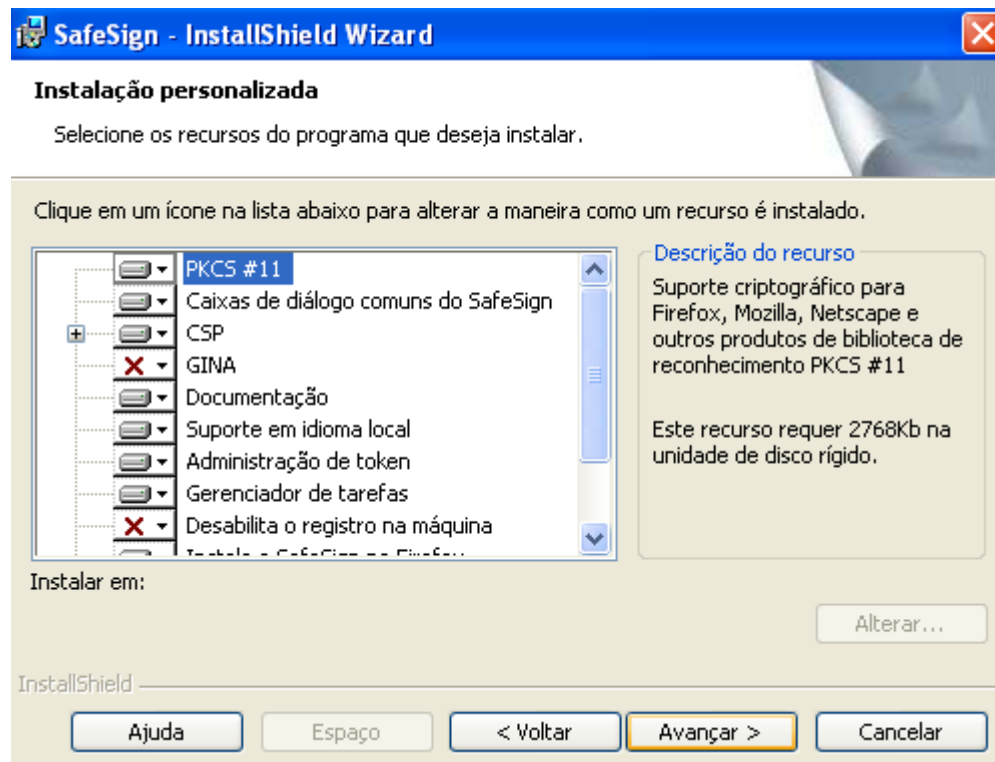 SafeSign - InstallShield Wizard
Instalação personalizada
Selecione os recursos do programa que deseja instalar.
Clique em um ícone na lista abaixo para alterar a maneira como um recurso é instalado.
PKCS #11
Caixas de diálogo comuns do SafeSign
CSP
GINA
Documentação
Suporte em idioma local
Administração de token
Gerenciador de tarefas
Desabilita o registro na máquina
Descrição do recurso
Suporte criptográfico para
Firefox, Mozilla, Netscape e
outros produtos de biblioteca de
reconhecimento PKCS #11
Este recurso requer 2768Kb na
unidade de disco rígido.
Instalar em:
Alterar...
InstallShield
Ajuda
Espaço
< Voltar
Avançar >
Cancelar